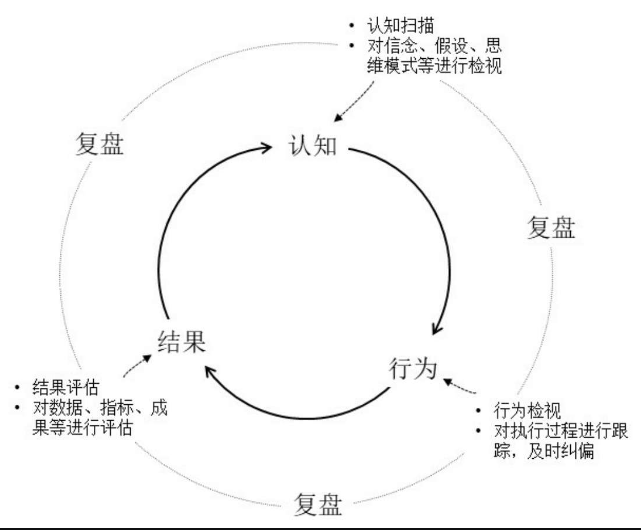 • 认知扫描
• 对信念、假设、思
维模式等进行检视
复盘
认知
复盘
结果
行为
• 结果评估
• 对数据、指标、成
果等进行评估
• 行为检视
• 对执行过程进行跟
踪，及时纠偏
复盘